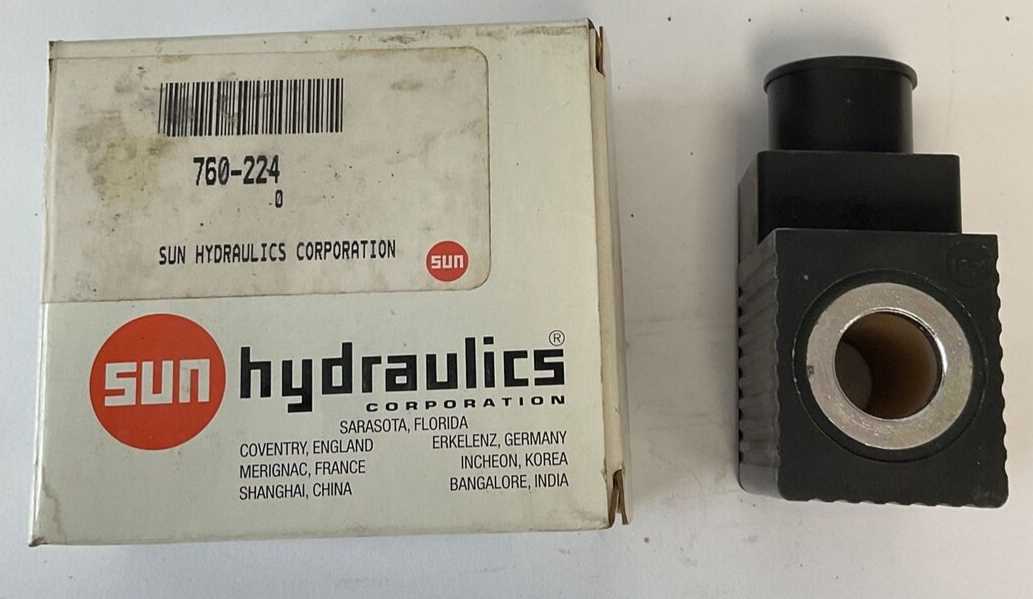 760-224
0
SUN HYDRAULICS CORPORATION
sun
sun hydraulics®
CORPORATION
SARASOTA, FLORIDA
COVENTRY, ENGLAND ERKELENZ, GERMANY
MERIGNAC, FRANCE INCHEON, KOREA
SHANGHAI, CHINA BANGALORE, INDIA